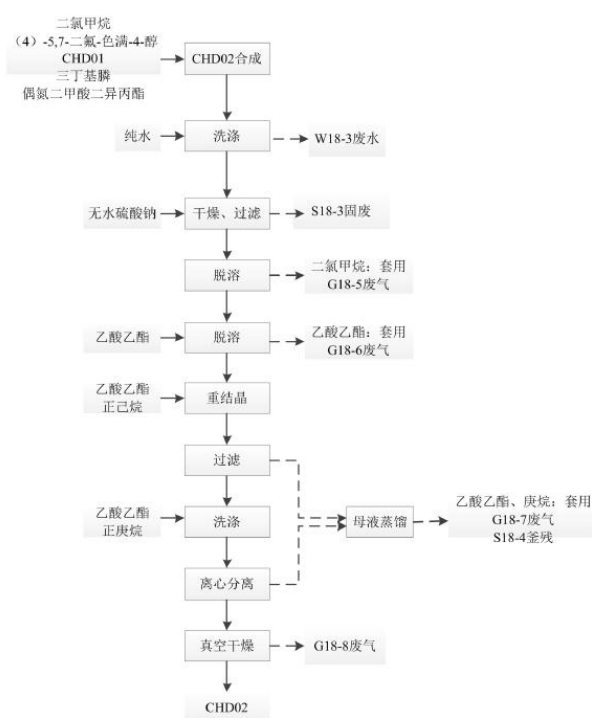 二氯甲烷
（4）-5,7-二氟-色满-4-醇
CHD01
三丁基膦
偶氮二甲酸二异丙酯
CHD02合成
纯水
洗涤
W18-3废水
无水硫酸钠
干燥、过滤
S18-3固废
脱溶
二氯甲烷：套用
G18-5废气
乙酸乙酯
脱溶
乙酸乙酯：套用
G18-6废气
乙酸乙酯
正己烷
重结晶
过滤
乙酸乙酯
正庚烷
洗涤
母液蒸馏
乙酸乙酯、庚烷：套用
G18-7废气
S18-4釜残
离心分离
真空干燥
G18-8废气
CHD02